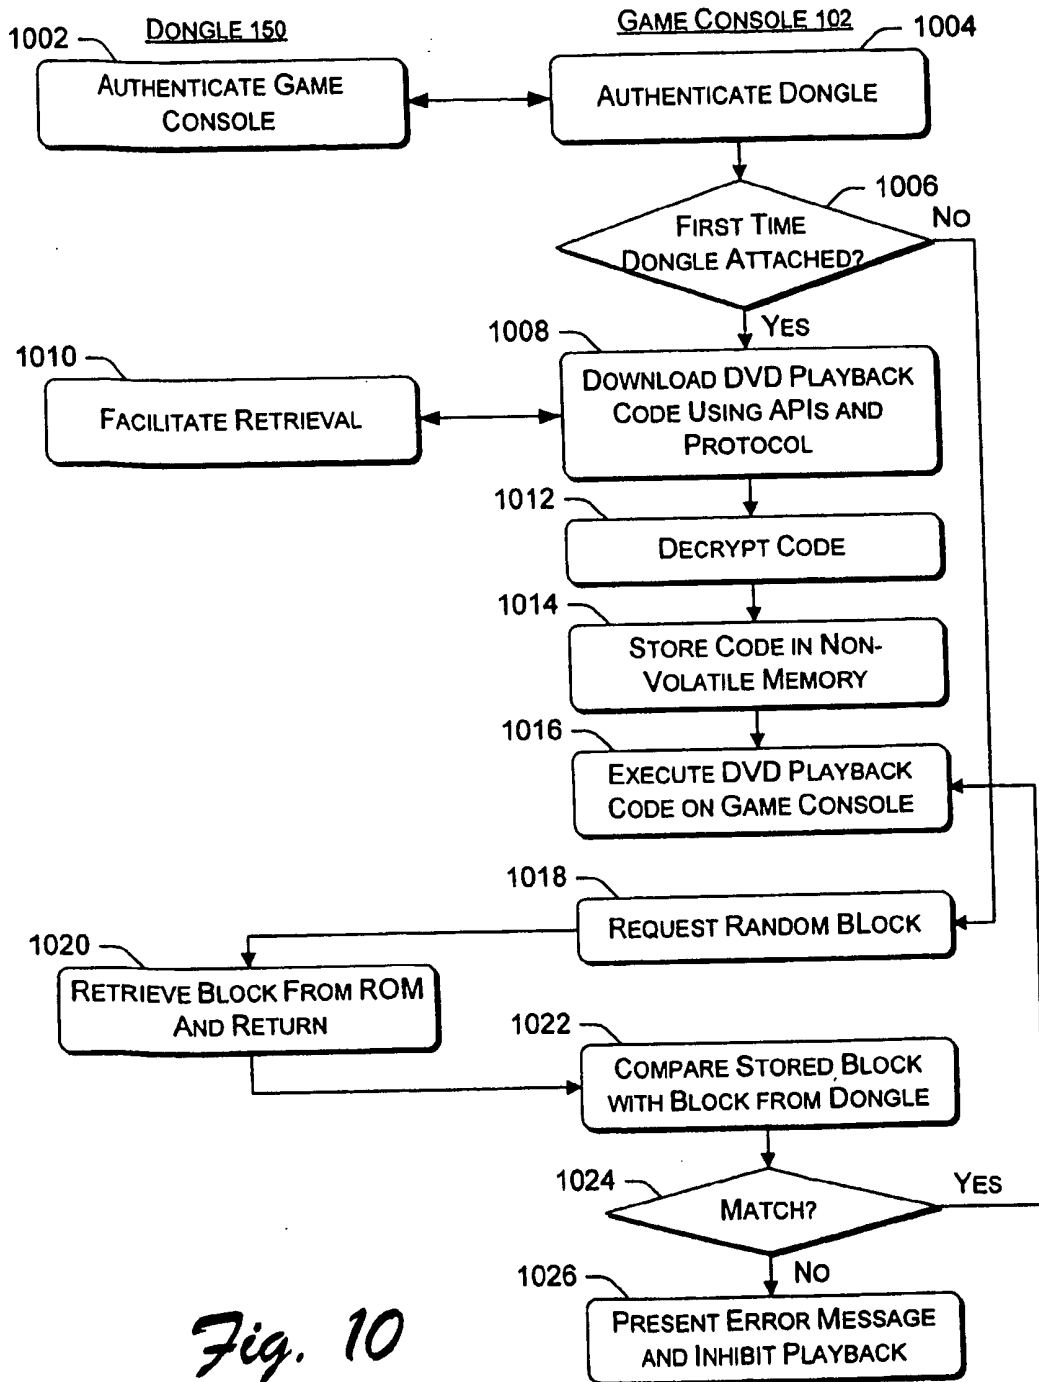 DONGLE 150
GAME CONSOLE 102
1002
1004
AUTHENTICATE GAME
CONSOLE
AUTHENTICATE DONGLE
1006
NO
FIRST TIME
DONGLE ATTACHED?
YES
1008
1010
DOWNLOAD DVD PLAYBACK
CODE USING APIS AND
PROTOCOL
FACILITATE RETRIEVAL
1012
DECRYPT CODE
1014
STORE CODE IN NON-
VOLATILE MEMORY
1016
EXECUTE DVD PLAYBACK
CODE ON GAME CONSOLE
1018
REQUEST RANDOM BLOCK
1020
RETRIEVE BLOCK FROM ROM
AND RETURN
1022
COMPARE STORED BLOCK
WITH BLOCK FROM DONGLE
1024
YES
MATCH?
NO
1026
PRESENT ERROR MESSAGE
AND INHIBIT PLAYBACK
Fig. 10